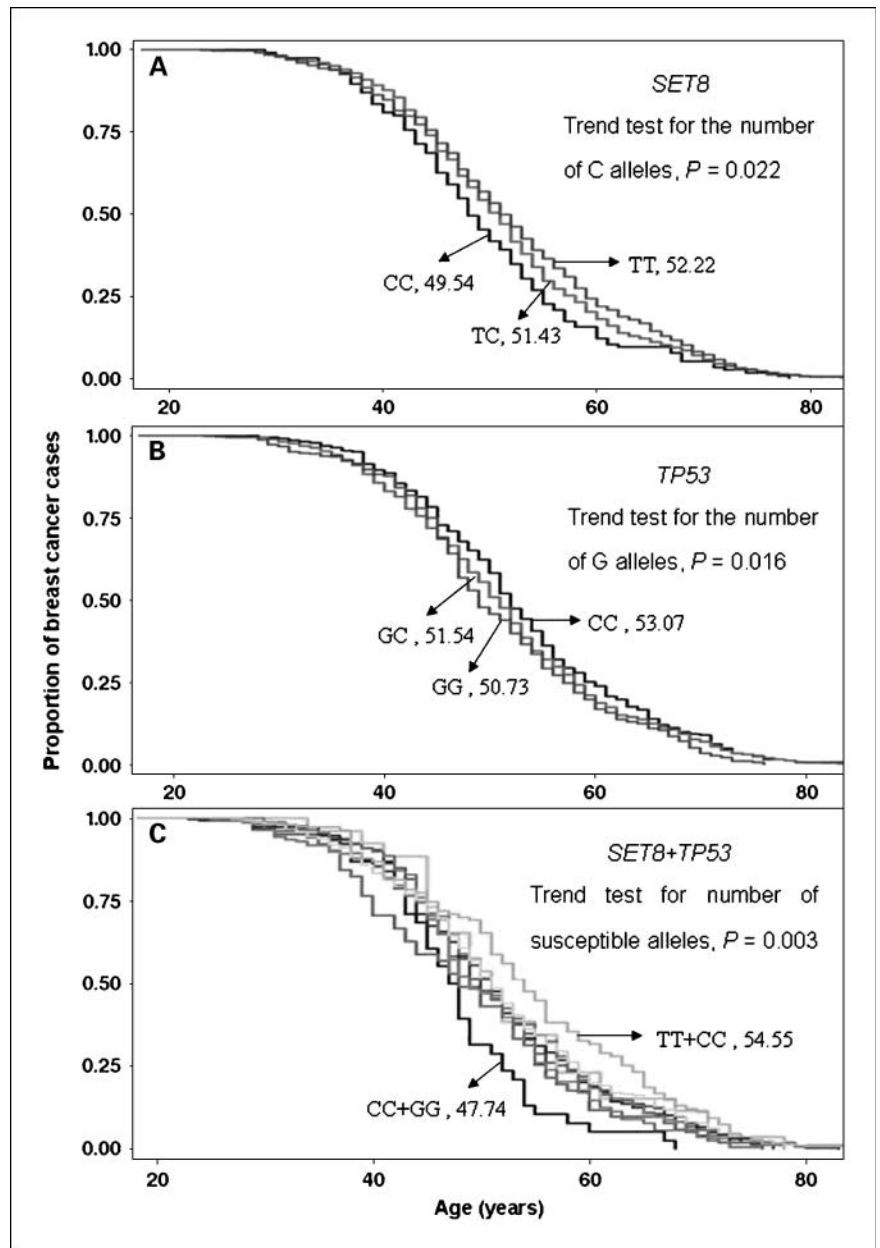 Proportion of breast cancer cases
1.00
0.75
0.50
0.25
0.00
A
SET8
Trend test for the number
of C alleles, P = 0.022
CC, 49.54
TT, 52.22
TC, 51.43
20 40 60 80
1.00
0.75
0.50
0.25
0.00
B
TP53
Trend test for the number
of G alleles, P = 0.016
GC, 51.54
CC , 53.07
GG , 50.73
20 40 60 80
1.00
0.75
0.50
0.25
0.00
C
SET8+TP53
Trend test for number of
susceptible alleles, P = 0.003
TT+CC , 54.55
CC+GG , 47.74
20 40 60 80
Age (years)